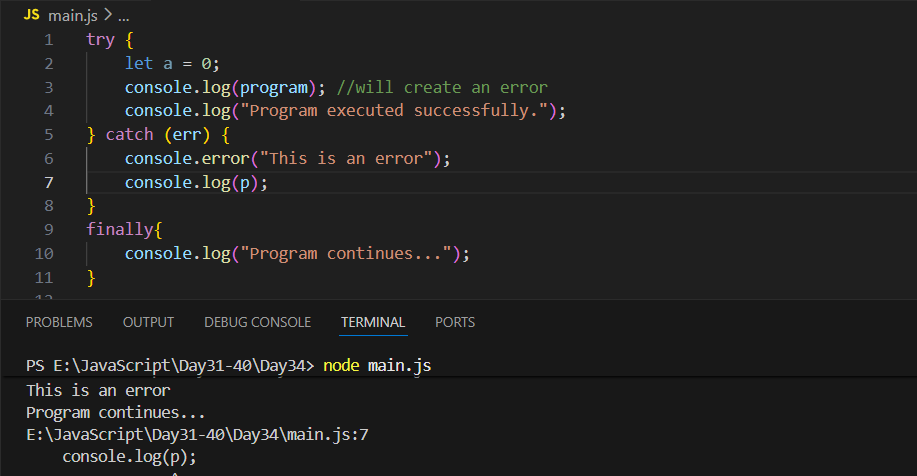 JS main.js > ...
1 try {
2 let a = 0;
3 console.log(program); //will create an error
4 console.log("Program executed successfully.");
5 } catch (err) {
6 console.error("This is an error");
7 console.log(p);
8 }
9 finally{
10 console.log("Program continues...");
11 }
12
PROBLEMS OUTPUT DEBUG CONSOLE TERMINAL PORTS
PS E:\JavaScript\Day31-40\Day34> node main.js
This is an error
Program continues...
E:\JavaScript\Day31-40\Day34\main.js:7
console.log(p);